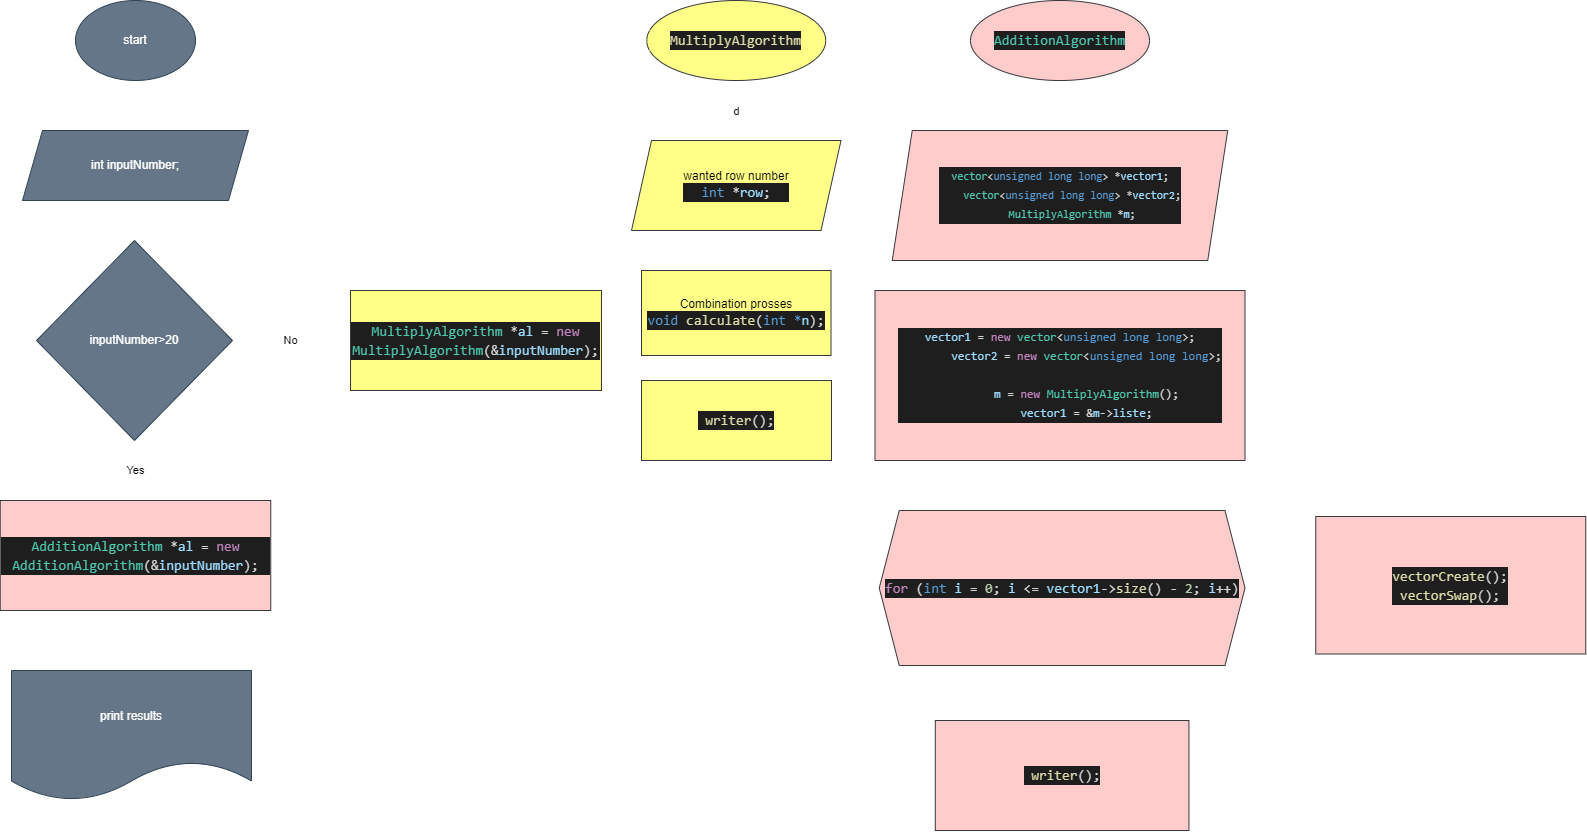 start
int inputNumber;
inputNumber>20
No
Yes
MultiplyAlgorithm *al = new
MultiplyAlgorithm(&inputNumber);
AdditionAlgorithm *al = new
AdditionAlgorithm(&inputNumber);
print results
MultiplyAlgorithm
d
wanted row number
int *row;
Combination prosses
void calculate(int *n);
writer();
AdditionAlgorithm
vector<unsigned long long> *vector1;
vector<unsigned long long> *vector2;
MultiplyAlgorithm *m;
vector1 = new vector<unsigned long long>;
vector2 = new vector<unsigned long long>;
m = new MultiplyAlgorithm();
vector1 = &m->liste;
for (int i = 0; i <= vector1->size() - 2; i++)
vectorCreate();
vectorSwap();
writer();